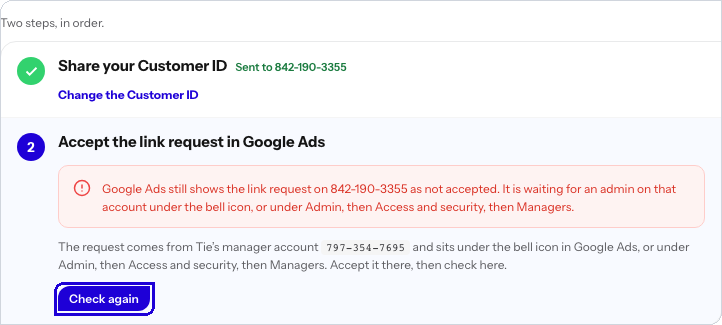 Two steps, in order.
Share your Customer ID Sent to 842-190-3355
Change the Customer ID
2 Accept the link request in Google Ads
Google Ads still shows the link request on 842-190-3355 as not accepted. It is waiting for an admin on that
account under the bell icon, or under Admin, then Access and security, then Managers.
The request comes from Tie's manager account 797-354-7695 and sits under the bell icon in Google Ads, or under
Admin, then Access and security, then Managers. Accept it there, then check here.
Check again